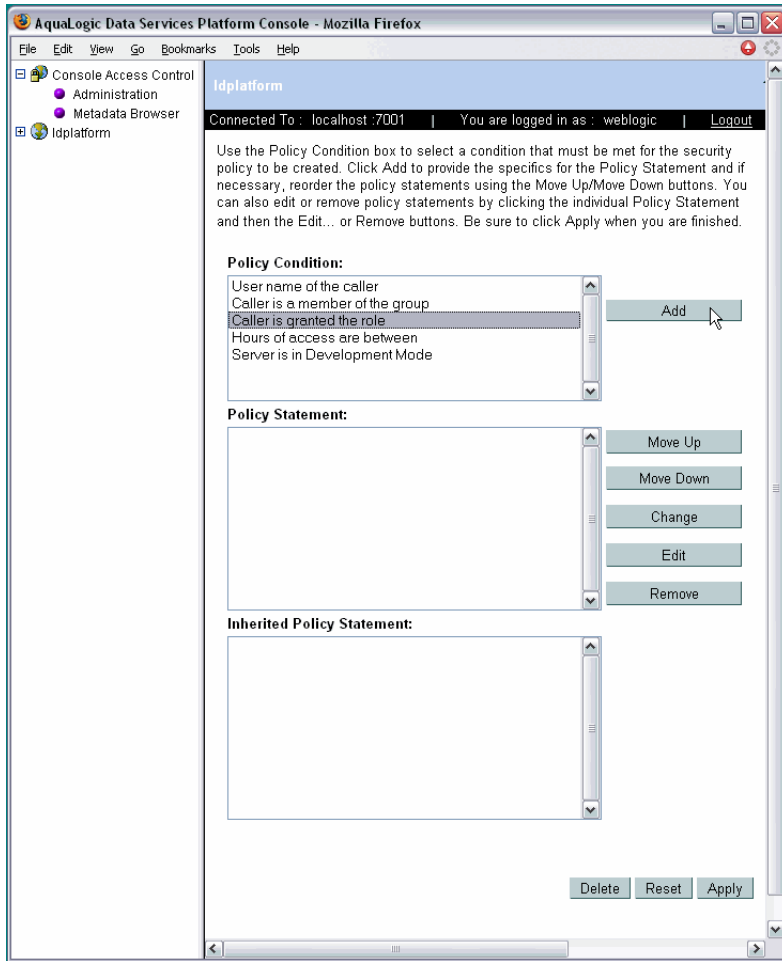 AquaLogic Data Services Platform Console - Mozilla Firefox
File Edit View Go Bookmarks Tools Help
Console Access Control
Administration
Metadata Browser
ldplatform
ldplatform
Connected To : localhost :7001 | You are logged in as : weblogic | Logout
Use the Policy Condition box to select a condition that must be met for the security
policy to be created. Click Add to provide the specifics for the Policy Statement and if
necessary, reorder the policy statements using the Move Up/Move Down buttons. You
can also edit or remove policy statements by clicking the individual Policy Statement
and then the Edit... or Remove buttons. Be sure to click Apply when you are finished.
Policy Condition:
User name of the caller
Caller is a member of the group
Caller is granted the role
Hours of access are between
Server is in Development Mode
Add
Policy Statement:
Move Up
Move Down
Change
Edit
Remove
Inherited Policy Statement:
Delete Reset Apply